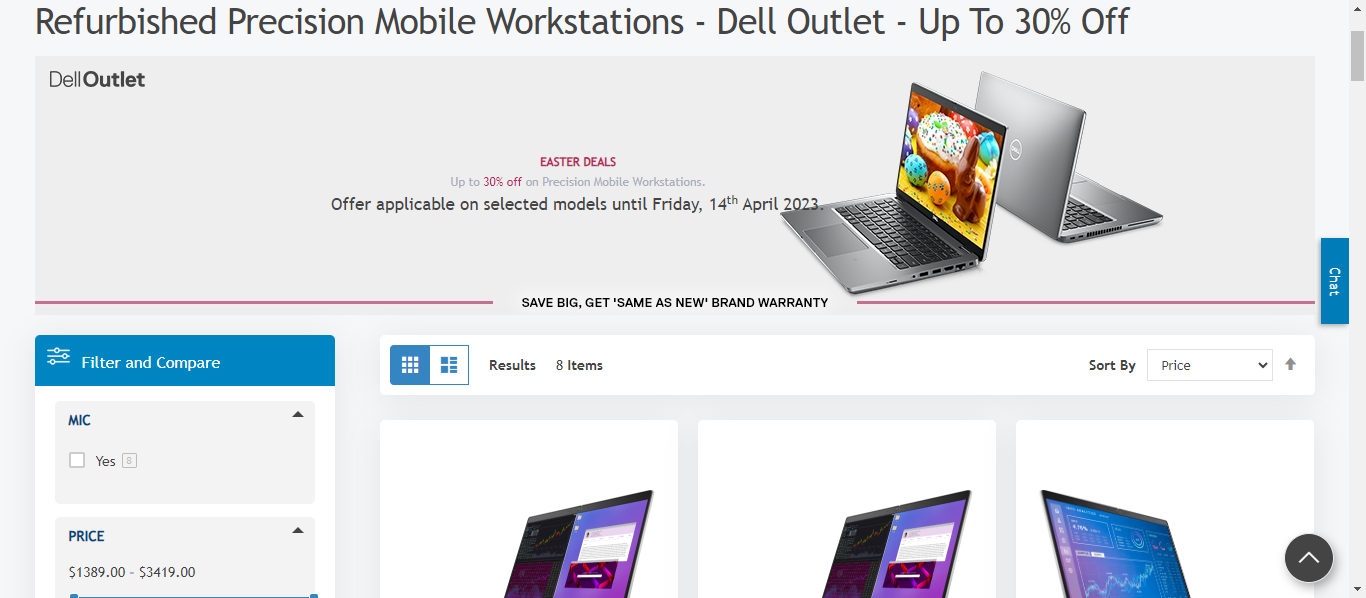 Refurbished Precision Mobile Workstations - Dell Outlet - Up To 30% Off
DellOutlet
EASTER DEALS
Up to 30% off on Precision Mobile Workstations.
Offer applicable on selected models until Friday, 14th April 2023.
SAVE BIG, GET 'SAME AS NEW' BRAND WARRANTY
Chat
Filter and Compare
Results 8 Items
Sort By Price
MIC
Yes 8
PRICE
$1389.00 - $3419.00